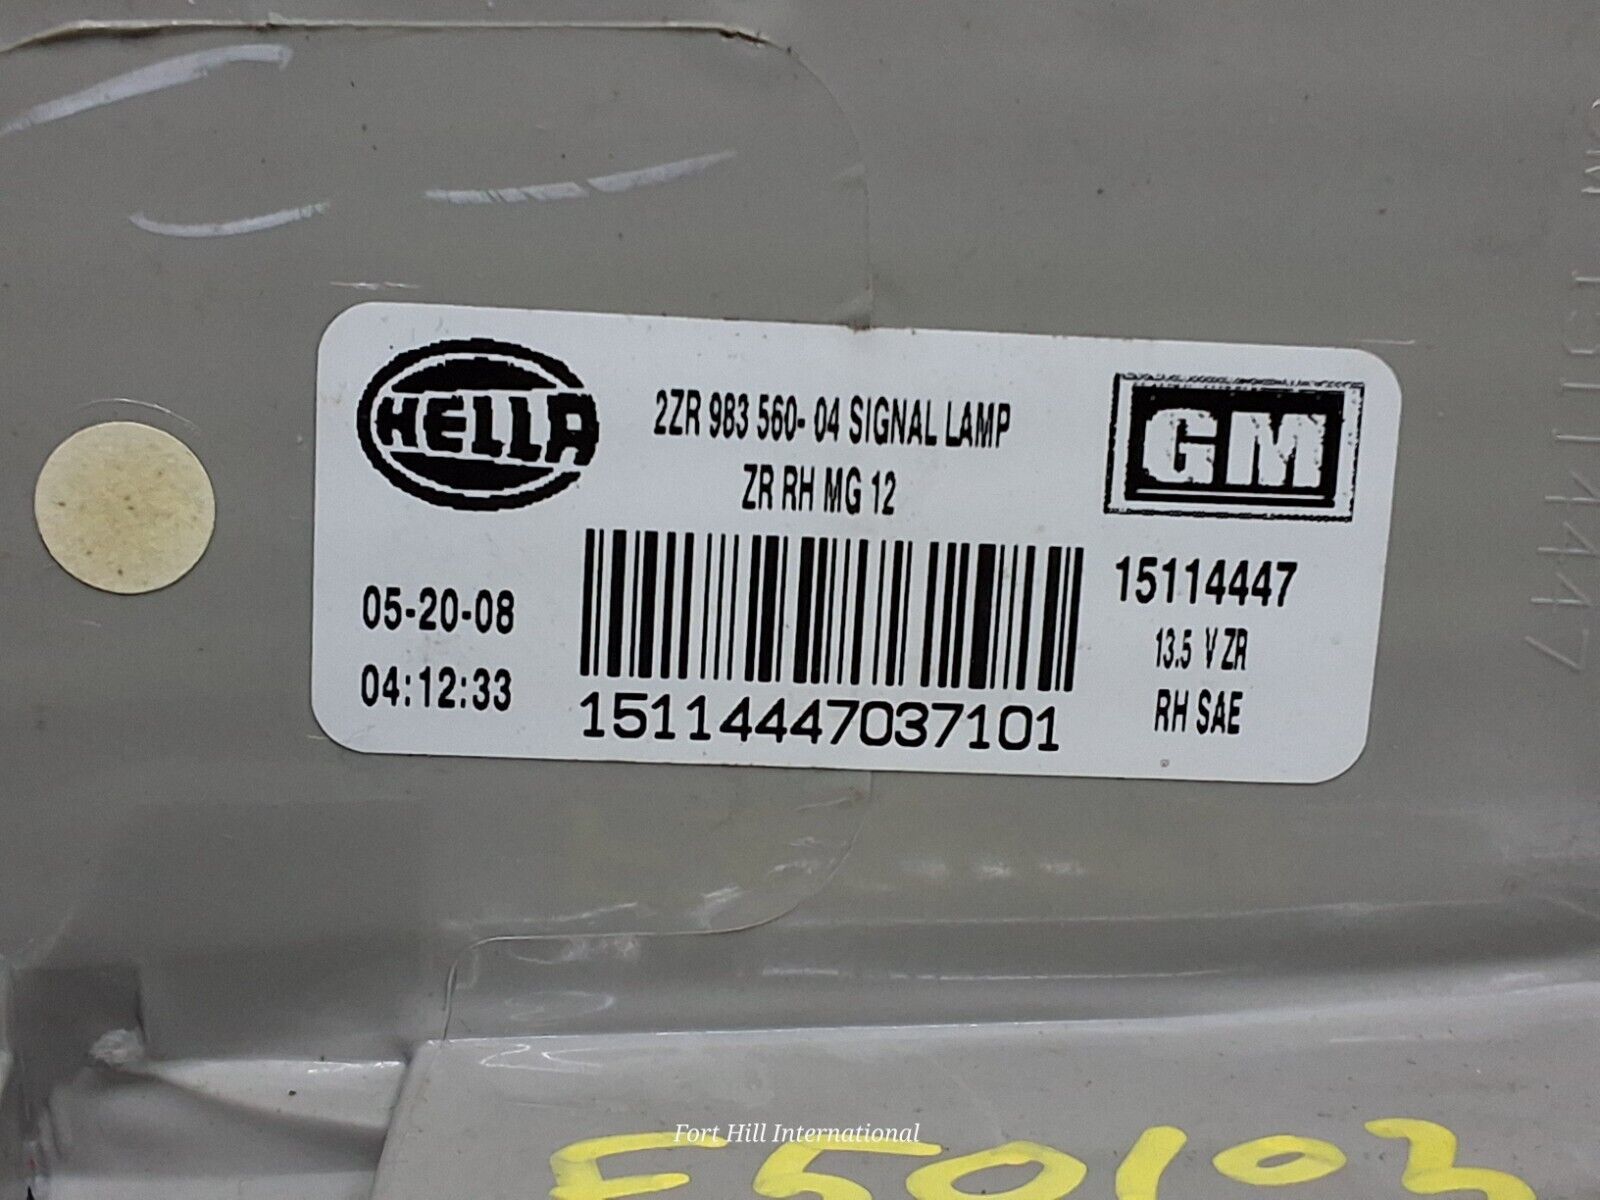 HELLA
2ZR 983 560- 04 SIGNAL LAMP
ZR RH MG 12
GM
05-20-08
04:12:33
15114447037101
15114447
13.5 V ZR
RH SAE
15114447
Fort Hill International